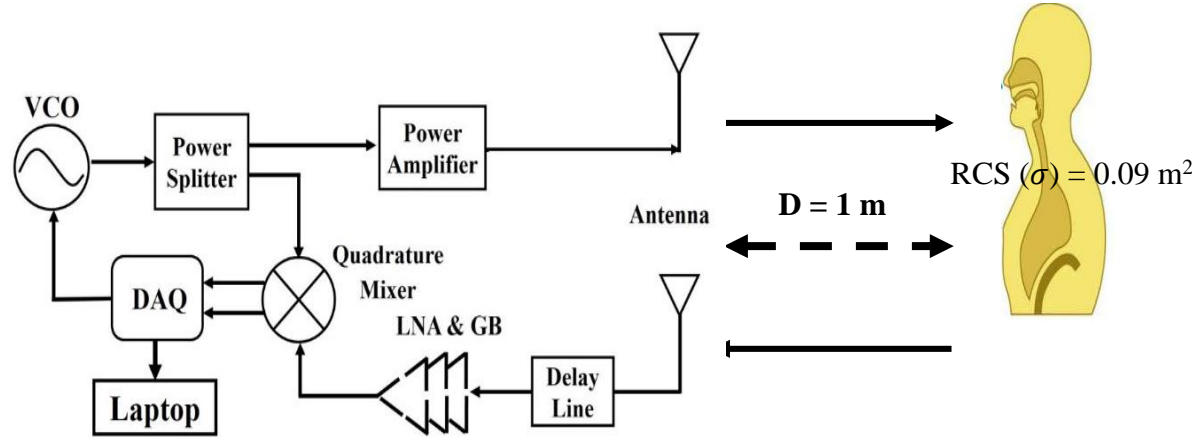 VCO
Power
Splitter
Power
Amplifier
Antenna
RCS (σ) = 0.09 m²
D = 1 m
Quadrature
Mixer
DAQ
LNA & GB
Delay
Line
Laptop